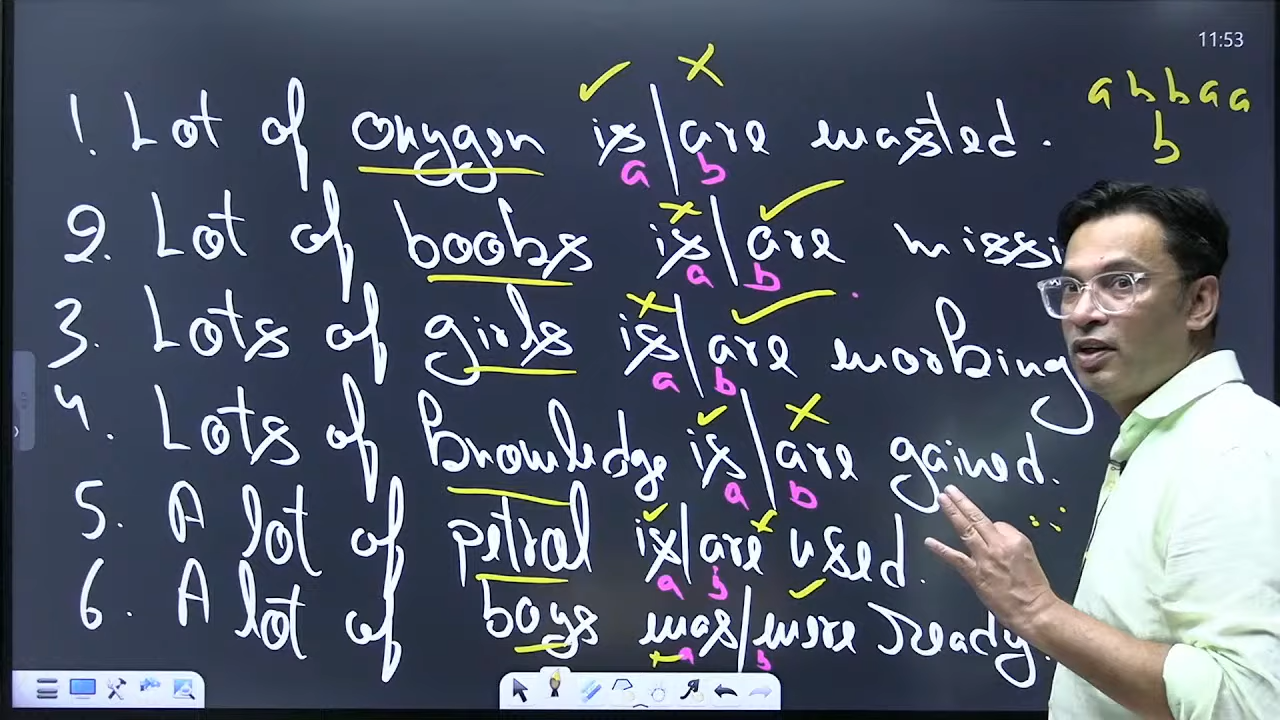 11:53
a b b a a
b
1. Lot of oxygen is/are wasted.
a b
2. Lot of books is/are missi
a b
3. Lots of girls is/are working
a b
4. Lots of knowledge is/are gained.
a b
5. A lot of petrol is/are used.
a b
6. A lot of boys was/were ready.
a b